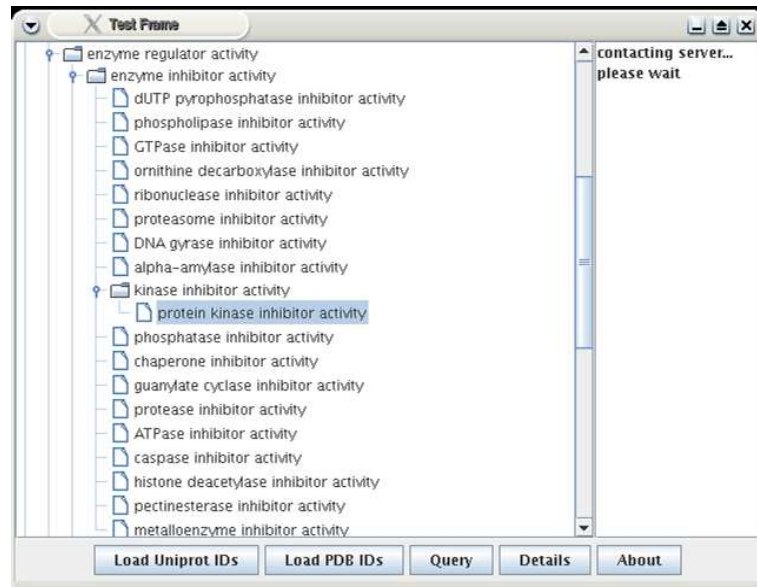 Test Frame
enzyme regulator activity
enzyme inhibitor activity
dUTP pyrophosphatase inhibitor activity
phospholipase inhibitor activity
GTPase inhibitor activity
ornithine decarboxylase inhibitor activity
ribonuclease inhibitor activity
proteasome inhibitor activity
DNA gyrase inhibitor activity
alpha-amylase inhibitor activity
kinase inhibitor activity
protein kinase inhibitor activity
phosphatase inhibitor activity
chaperone inhibitor activity
guanylate cyclase inhibitor activity
protease inhibitor activity
ATPase inhibitor activity
caspase inhibitor activity
histone deacetylase inhibitor activity
pectinesterase inhibitor activity
metalloenzyme inhibitor activity
contacting server...
please wait
Load Uniprot IDs Load PDB IDs Query Details About